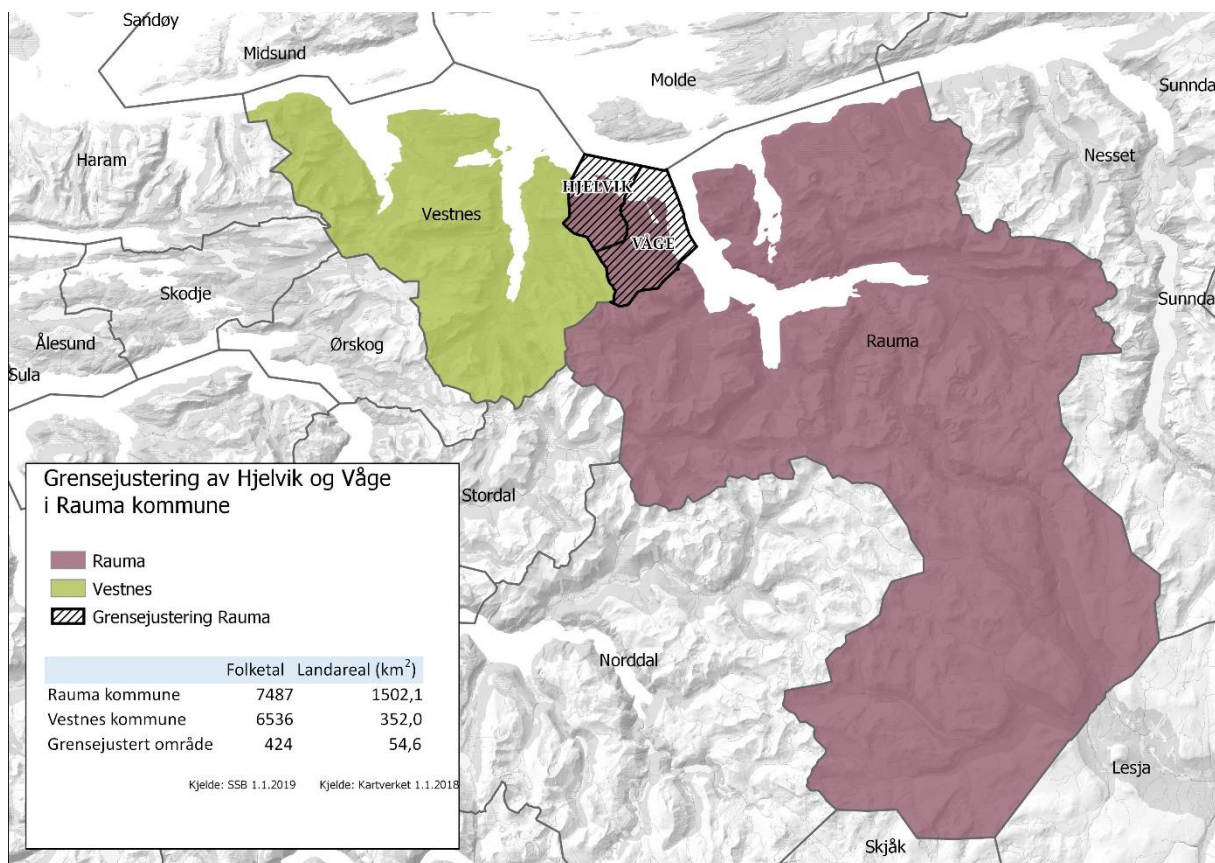 Sandøy
Midsund
Molde
Sunnda
Haram
Nesset
HJELVIK
Vestnes
VÅGE
Skodje
Sunnda
Ålesund
Ørskog
Rauma
Sula
Grensejustering av Hjelvik og Våge
i Rauma kommune
Stordal
Rauma
Vestnes
Grensejustering Rauma
Norddal
Folketal Landareal (km²)
Rauma kommune 7487 1502,1
Vestnes kommune 6536 352,0
Grensejustert område 424 54,6
Kjelde: SSB 1.1.2019 Kjelde: Kartverket 1.1.2018
Lesja
Skjåk